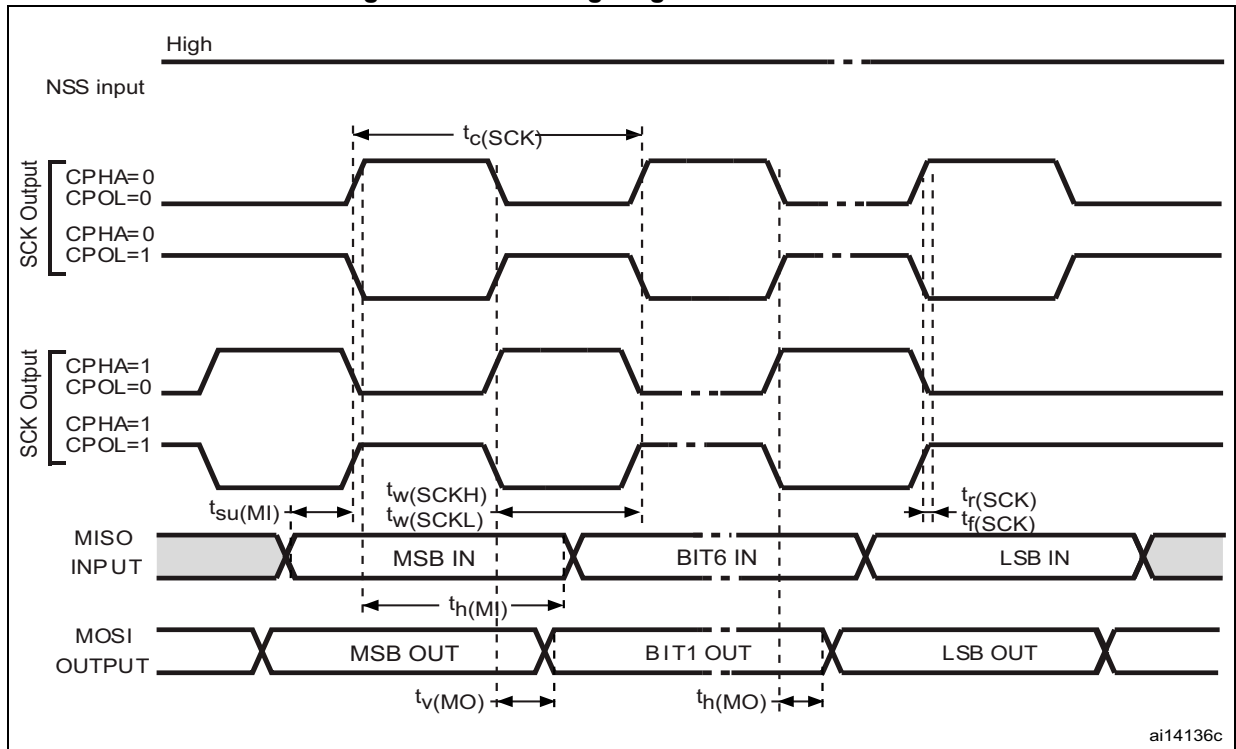 High
NSS input
tc(SCK)
SCK Output
CPHA=0
CPOL=0
CPHA=0
CPOL=1
SCK Output
CPHA=1
CPOL=0
CPHA=1
CPOL=1
tsu(MI)
tw(SCKH)
tw(SCKL)
tr(SCK)
tf(SCK)
MISO
INPUT
MSB IN
BIT6 IN
LSB IN
th(MI)
MOSI
OUTPUT
MSB OUT
BIT1 OUT
LSB OUT
tv(MO)
th(MO)
ai14136c